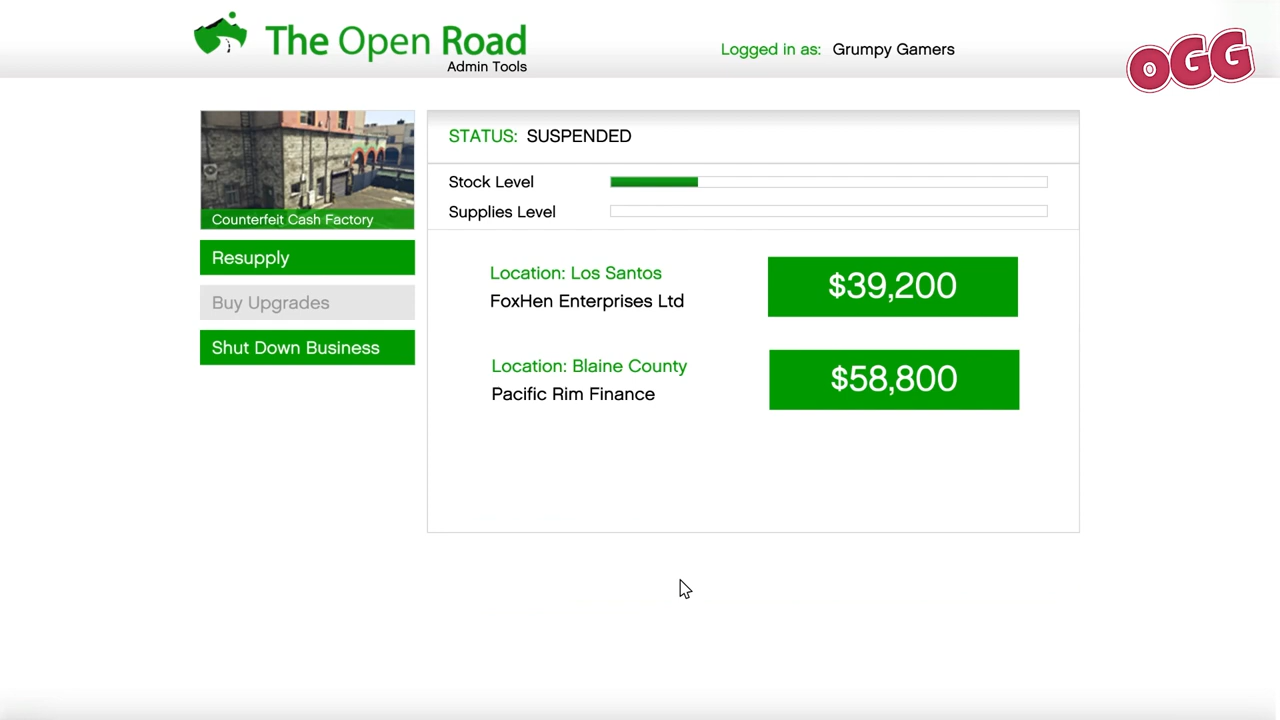 The Open Road
Admin Tools
Logged in as: Grumpy Gamers
OGG
Counterfeit Cash Factory
Resupply
Buy Upgrades
Shut Down Business
STATUS: SUSPENDED
Stock Level
Supplies Level
Location: Los Santos
FoxHen Enterprises Ltd
$39,200
Location: Blaine County
Pacific Rim Finance
$58,800